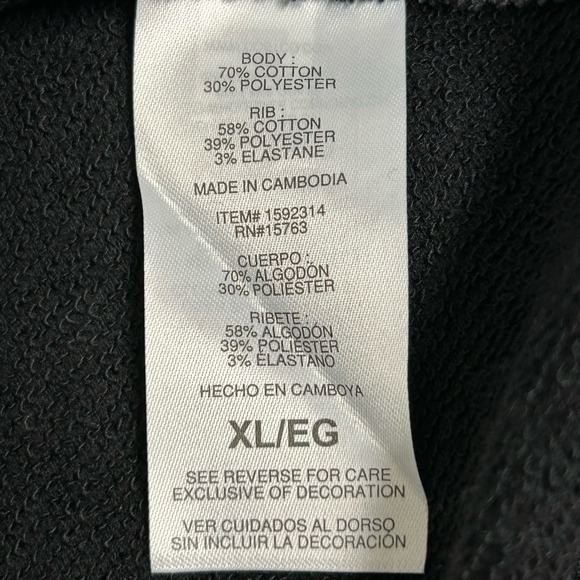 BODY :
70% COTTON
30% POLYESTER
RIB :
58% COTTON
39% POLYESTER
3% ELASTANE
MADE IN CAMBODIA
ITEM# 1592314
RN#15763
CUERPO :
70% ALGODÓN
30% POLIÉSTER
RIBETE :
58% ALGODÓN
39% POLIÉSTER
3% ELASTANO
HECHO EN CAMBOYA
XL/EG
SEE REVERSE FOR CARE
EXCLUSIVE OF DECORATION
VER CUIDADOS AL DORSO
SIN INCLUIR LA DECORACIÓN